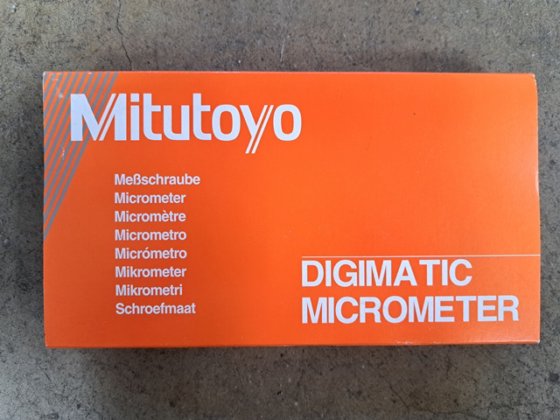 Mitutoyo
Meßschraube
Micrometer
Micromètre
Micrometro
Micrómetro
Mikrometer
Mikrometri
Schroefmaat
DIGIMATIC
MICROMETER